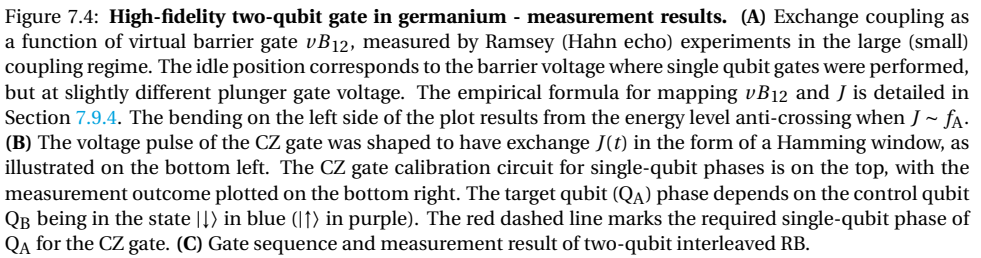 Figure 7.4: High-fidelity two-qubit gate in germanium - measurement results. (A) Exchange coupling as
a function of virtual barrier gate vB₁₂, measured by Ramsey (Hahn echo) experiments in the large (small)
coupling regime. The idle position corresponds to the barrier voltage where single qubit gates were performed,
but at slightly different plunger gate voltage. The empirical formula for mapping vB₁₂ and J is detailed in
Section 7.9.4. The bending on the left side of the plot results from the energy level anti-crossing when J ~ f_A.
(B) The voltage pulse of the CZ gate was shaped to have exchange J(t) in the form of a Hamming window, as
illustrated on the bottom left. The CZ gate calibration circuit for single-qubit phases is on the top, with the
measurement outcome plotted on the bottom right. The target qubit (Q_A) phase depends on the control qubit
Q_B being in the state |↓⟩ in blue (|↑⟩ in purple). The red dashed line marks the required single-qubit phase of
Q_A for the CZ gate. (C) Gate sequence and measurement result of two-qubit interleaved RB.